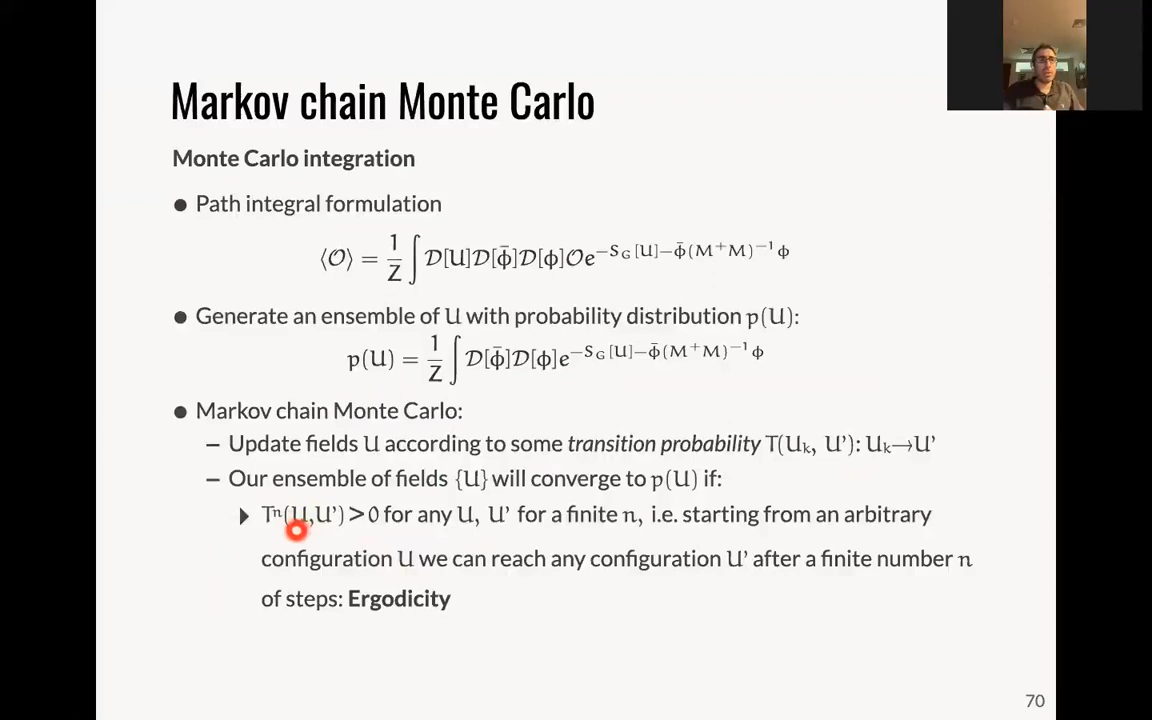 Markov chain Monte Carlo
Monte Carlo integration
● Path integral formulation
⟨𝒪⟩ = 1/Z ∫ 𝒟[U]𝒟[ϕ̄]𝒟[ϕ]𝒪e^{−S_G[U]−ϕ̄(M⁺M)⁻¹ϕ}
● Generate an ensemble of U with probability distribution p(U):
p(U) = 1/Z ∫ 𝒟[ϕ̄]𝒟[ϕ]e^{−S_G[U]−ϕ̄(M⁺M)⁻¹ϕ}
● Markov chain Monte Carlo:
– Update fields U according to some transition probability T(Uₖ, U’): Uₖ→U’
– Our ensemble of fields {U} will converge to p(U) if:
▶ Tⁿ(U,U’)>0 for any U, U’ for a finite n, i.e. starting from an arbitrary
configuration U we can reach any configuration U’ after a finite number n
of steps: Ergodicity
70